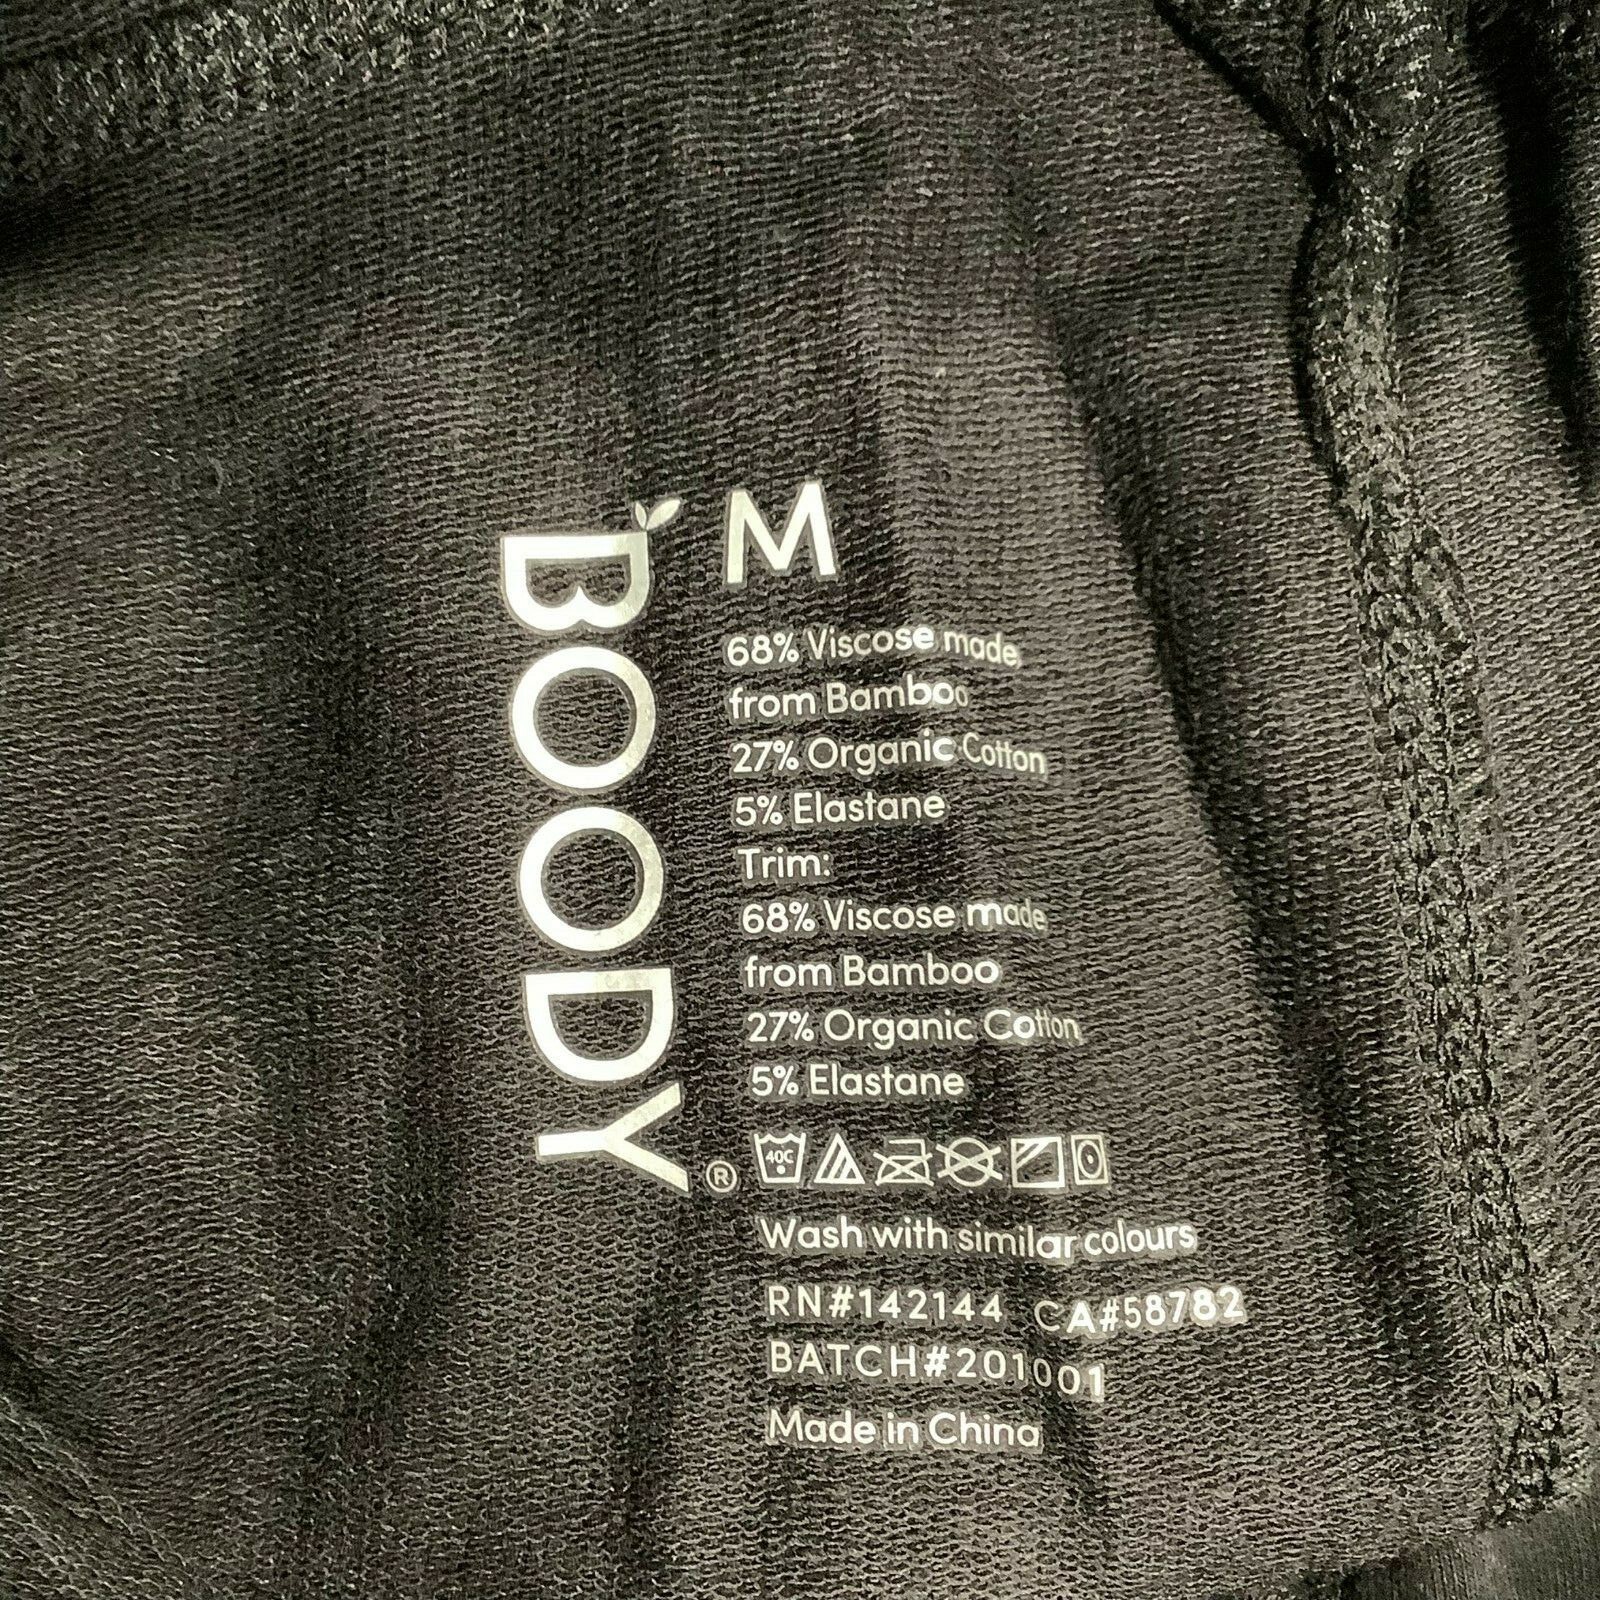 BOODY®
M
68% Viscose made
from Bamboo
27% Organic Cotton
5% Elastane
Trim:
68% Viscose made
from Bamboo
27% Organic Cotton
5% Elastane
40C
Wash with similar colours
RN#142144 CA#58782
BATCH#201001
Made in China